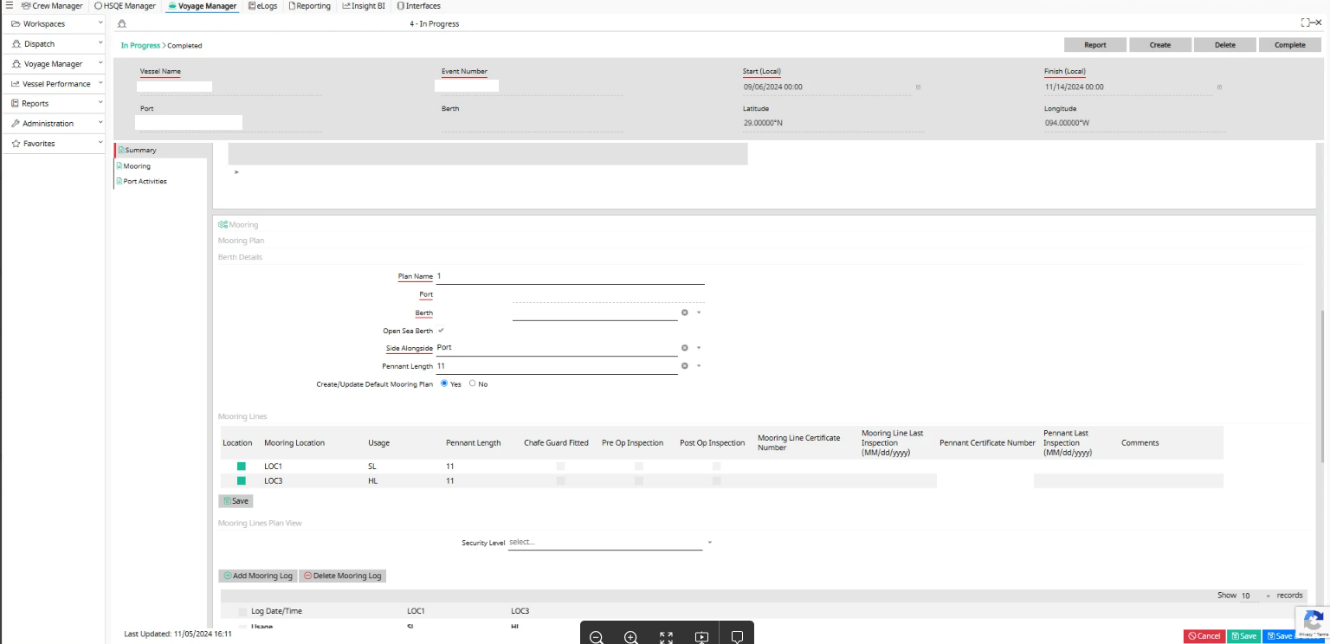 Crew Manager HSQE Manager Voyage Manager eLogs Reporting Insight BI Interfaces
Workspaces
4 - In Progress
Dispatch
In Progress > Completed
Report Create Delete Complete
Voyage Manager
Vessel Performance
Reports
Administration
Favorites
Vessel Name Event Number Start (Local) Finish (Local)
09/06/2024 00:00 11/14/2024 00:00
Port Berth Latitude Longitude
29.00000°N 094.00000°W
Summary
Mooring
Port Activities
Mooring
Mooring Plan
Berth Details
Plan Name 1
Port
Berth
Open Sea Berth
Side Alongside Port
Pennant Length 11
Create/Update Default Mooring Plan Yes No
Mooring Lines
Location Mooring Location Usage Pennant Length Chafe Guard Fitted Pre Op Inspection Post Op Inspection Mooring Line Certificate Number Mooring Line Last Inspection (MM/dd/yyyy) Pennant Certificate Number Pennant Last Inspection (MM/dd/yyyy) Comments
LOC1 SL 11
LOC3 HL 11
Save
Mooring Lines Plan View
Security Level select...
Add Mooring Log Delete Mooring Log
Show 10 records
Log Date/Time LOC1 LOC3
Usage SL HL
Last Updated: 11/05/2024 16:11
Cancel Save Save
Privacy - Terms